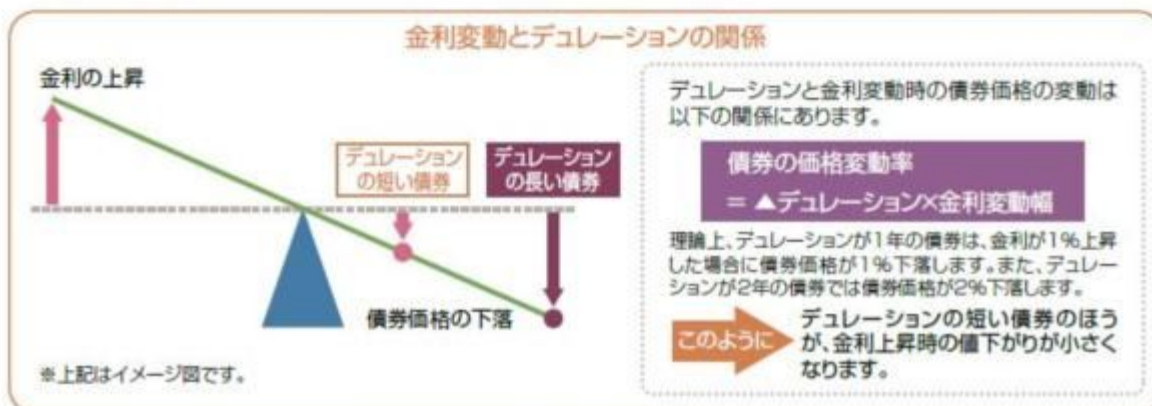 金利変動とデュレーションの関係
金利の上昇
デュレーション
の短い債券
デュレーション
の長い債券
債券価格の下落
※上記はイメージ図です。
デュレーションと金利変動時の債券価格の変動は
以下の関係にあります。
債券の価格変動率
= ▲デュレーション×金利変動幅
理論上、デュレーションが1年の債券は、金利が1%上昇
した場合に債券価格が1%下落します。また、デュレー
ションが2年の債券では債券価格が2%下落します。
このように
デュレーションの短い債券のほう
が、金利上昇時の値下がりが小さく
なります。